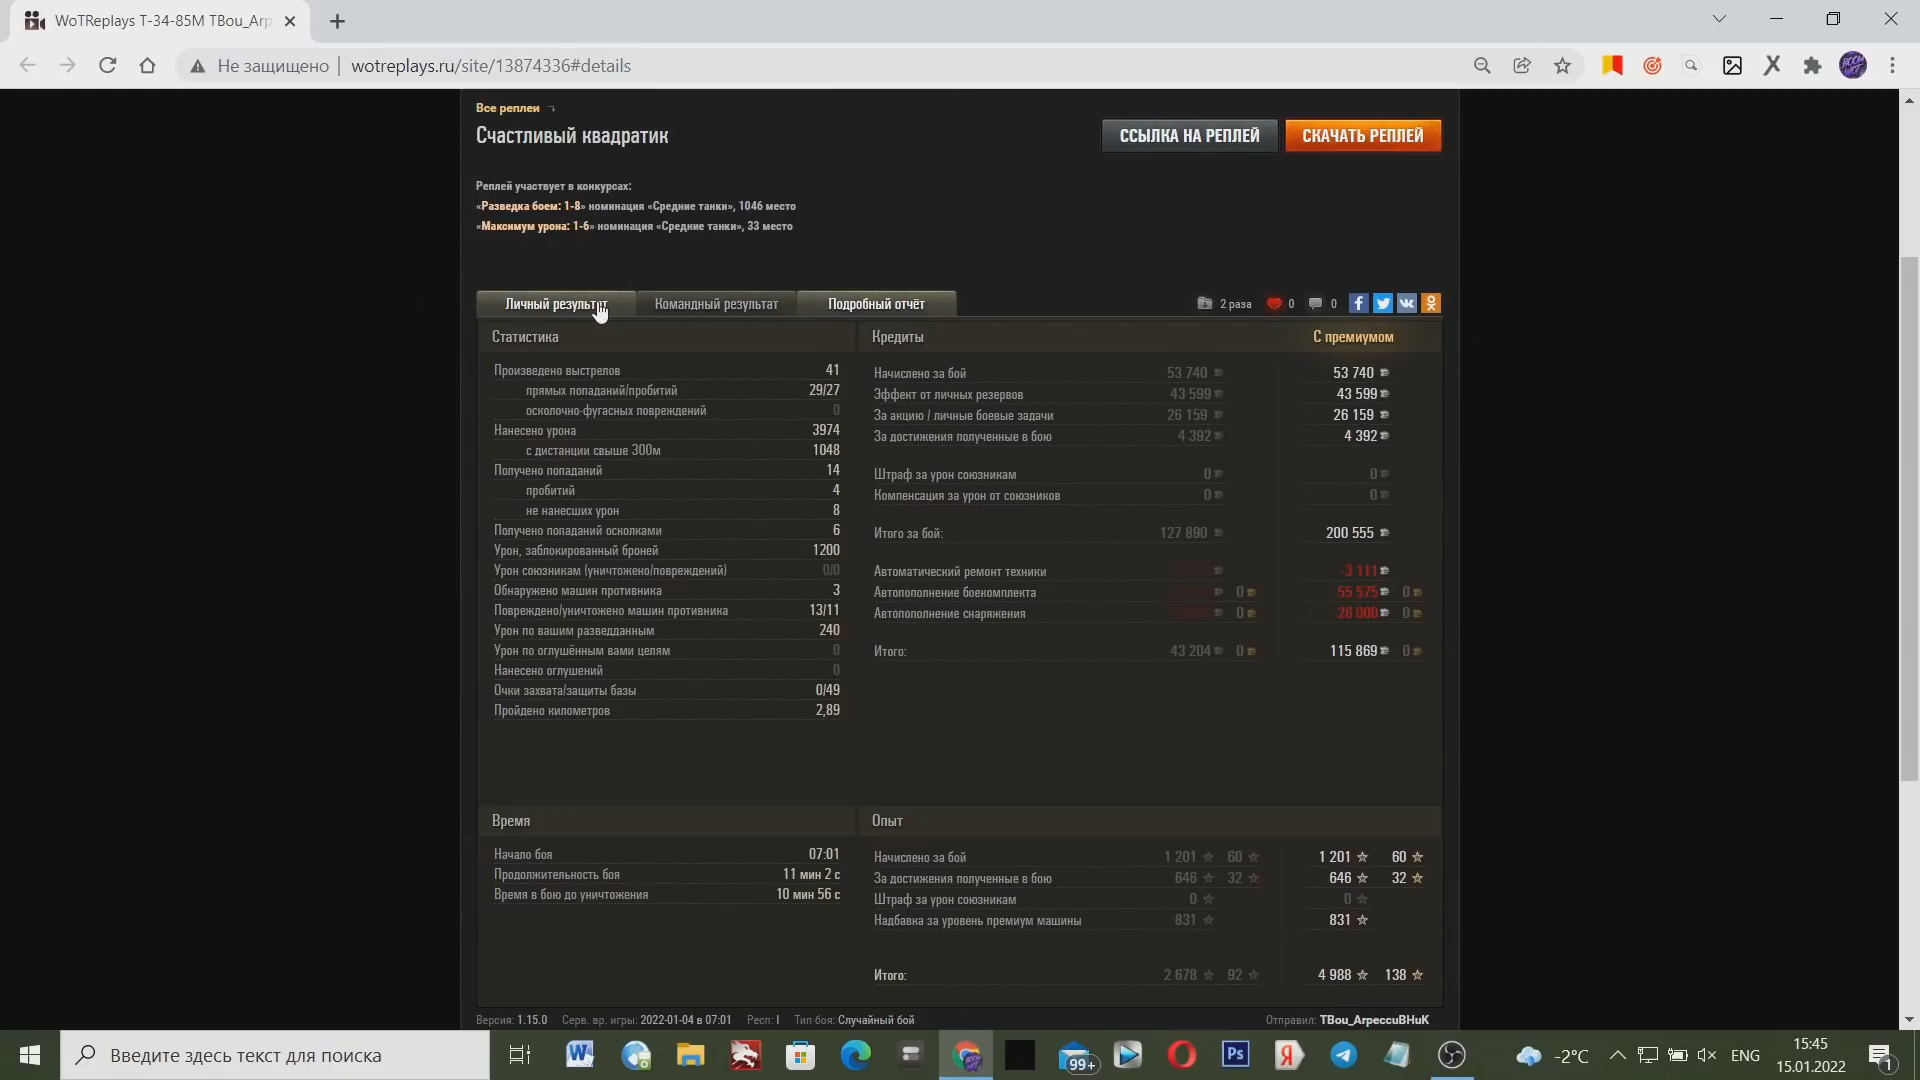 WoTReplays T-34-85M TBou_Arp
Не защищено
wotreplays.ru/site/13874336#details
Все реплеи
Счастливый квадратик
ССЫЛКА НА РЕПЛЕЙ
СКАЧАТЬ РЕПЛЕЙ
Реплей участвует в конкурсах:
«Разведка боем: 1-8» номинация «Средние танки», 1046 место
«Максимум урона: 1-6» номинация «Средние танки», 33 место
Личный результат
Командный результат
Подробный отчёт
2 раза 0 0
Статистика
Произведено выстрелов 41
прямых попаданий/пробитий 29/27
осколочно-фугасных повреждений 0
Нанесено урона 3974
с дистанции свыше 300м 1048
Получено попаданий 14
пробитий 4
не нанесших урон 8
Получено попаданий осколками 6
Урон, заблокированный броней 1200
Урон союзникам (уничтожено/повреждений) 0/0
Обнаружено машин противника 3
Повреждено/уничтожено машин противника 13/11
Урон по вашим разведданным 240
Урон по оглушённым вами целям 0
Нанесено оглушений 0
Очки захвата/защиты базы 0/49
Пройдено километров 2,89
Кредиты С премиумом
Начислено за бой 53 740 53 740
Эффект от личных резервов 43 599 43 599
За акцию / личные боевые задачи 26 159 26 159
За достижения полученные в бою 4 392 4 392
Штраф за урон союзникам 0 0
Компенсация за урон от союзников 0 0
Итого за бой: 127 890 200 555
Автоматический ремонт техники -3 111
Автопополнение боекомплекта 0 55 575 0
Автопополнение снаряжения 0 26 000 0
Итого: 43 204 0 115 869 0
Время
Начало боя 07:01
Продолжительность боя 11 мин 2 с
Время в бою до уничтожения 10 мин 56 с
Опыт
Начислено за бой 1 201 60 1 201 60
За достижения полученные в бою 646 32 646 32
Штраф за урон союзникам 0 0
Надбавка за уровень премиум машины 831 831
Итого: 2 678 92 4 988 138
Версия: 1.15.0 Серв. вр. игры: 2022-01-04 в 07:01 Респ: I Тип боя: Случайный бой
Отправил: TBou_ArpeccuBHuK
Введите здесь текст для поиска
99+
Ps
-2°C
ENG
15:45
15.01.2022
1